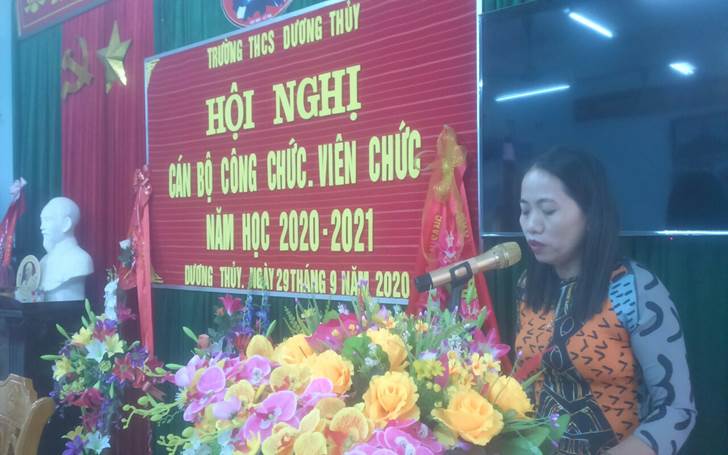 TRƯỜNG THCS DƯƠNG THỦY
HỘI NGHỊ
CÁN BỘ CÔNG CHỨC. VIÊN CHỨC
NĂM HỌC 2020-2021
DƯƠNG THỦY, NGÀY 29 THÁNG 9 NĂM 2020